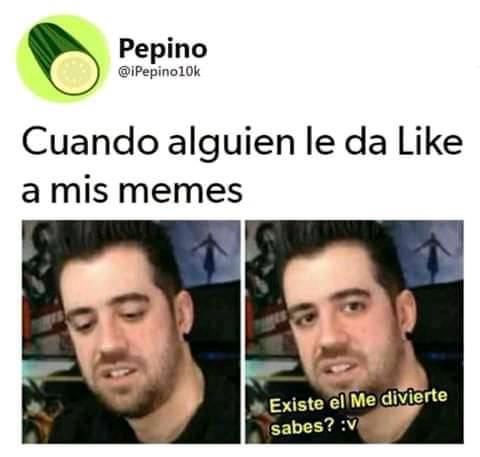 Pepino
@iPepino10k
Cuando alguien le da Like
a mis memes
Existe el Me divierte
sabes? :v